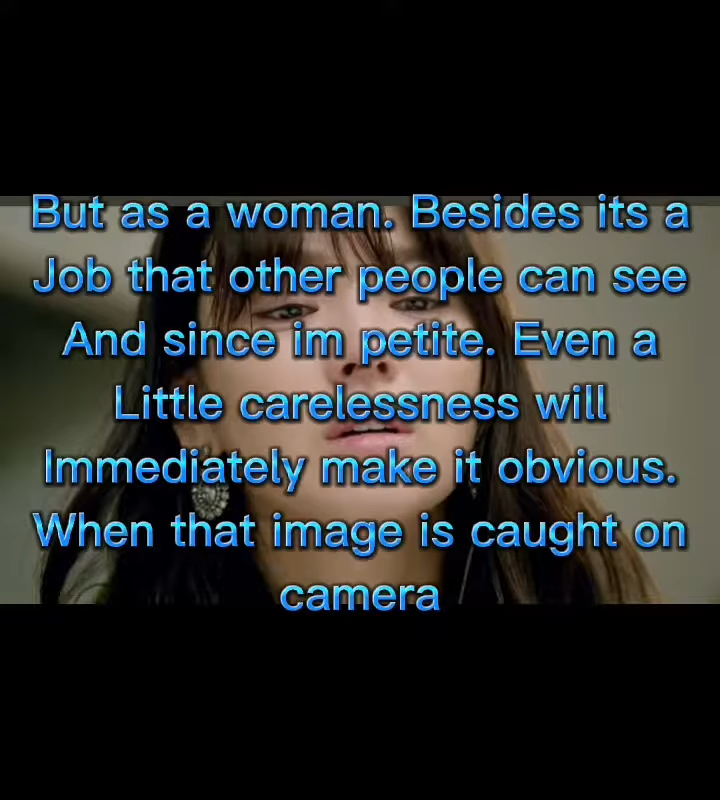 But as a woman. Besides its a
Job that other people can see
And since im petite. Even a
Little carelessness will
Immediately make it obvious.
When that image is caught on
camera